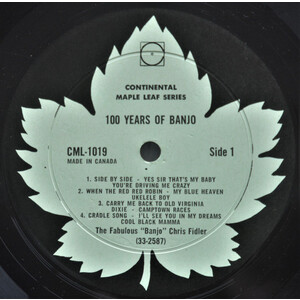 CONTINENTAL
MAPLE LEAF SERIES
100 YEARS OF BANJO
CML-1019 Side 1
MADE IN CANADA
1. SIDE BY SIDE - YES SIR THAT'S MY BABY
YOU'RE DRIVING ME CRAZY
2. WHEN THE RED RED ROBIN - MY BLUE HEAVEN
UKELELE BOY
3. CARRY ME BACK TO OLD VIRGINIA
DIXIE - CAMPTOWN RACES
4. CRADLE SONG - I'LL SEE YOU IN MY DREAMS
COOL BLACK MAMMA
The Fabulous "Banjo" Chris Fidler
(33-2587)